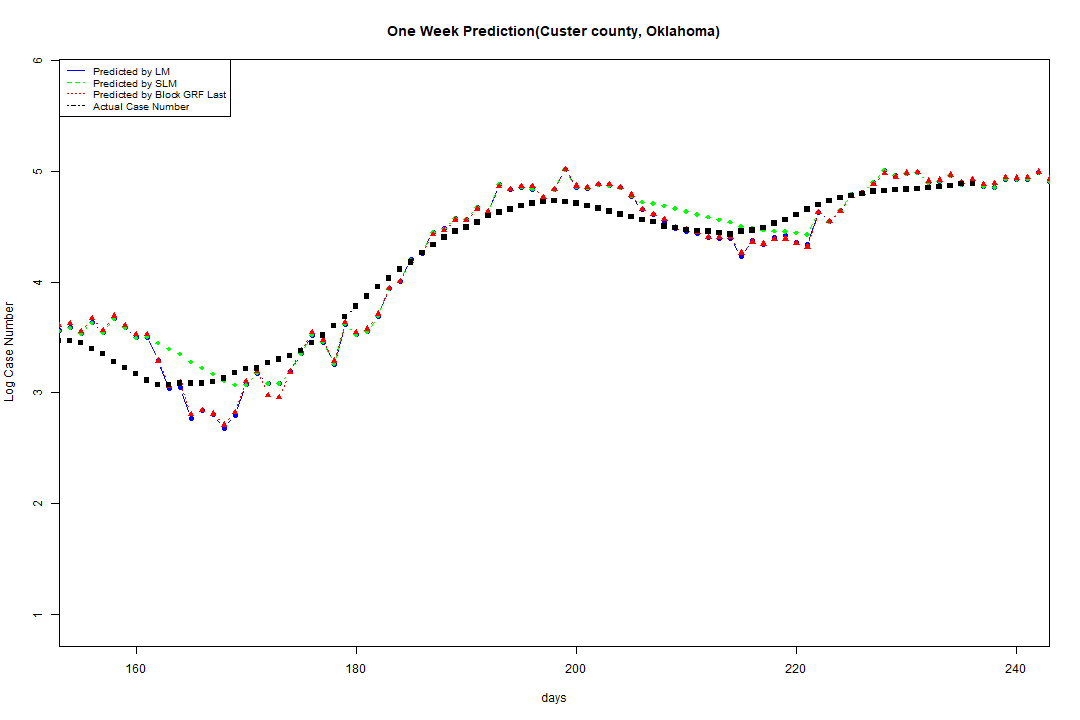 One Week Prediction(Custer county, Oklahoma)
Predicted by LM
Predicted by SLM
Predicted by Block GRF Last
Actual Case Number
6
5
4
3
2
1
Log Case Number
160 180 200 220 240
days